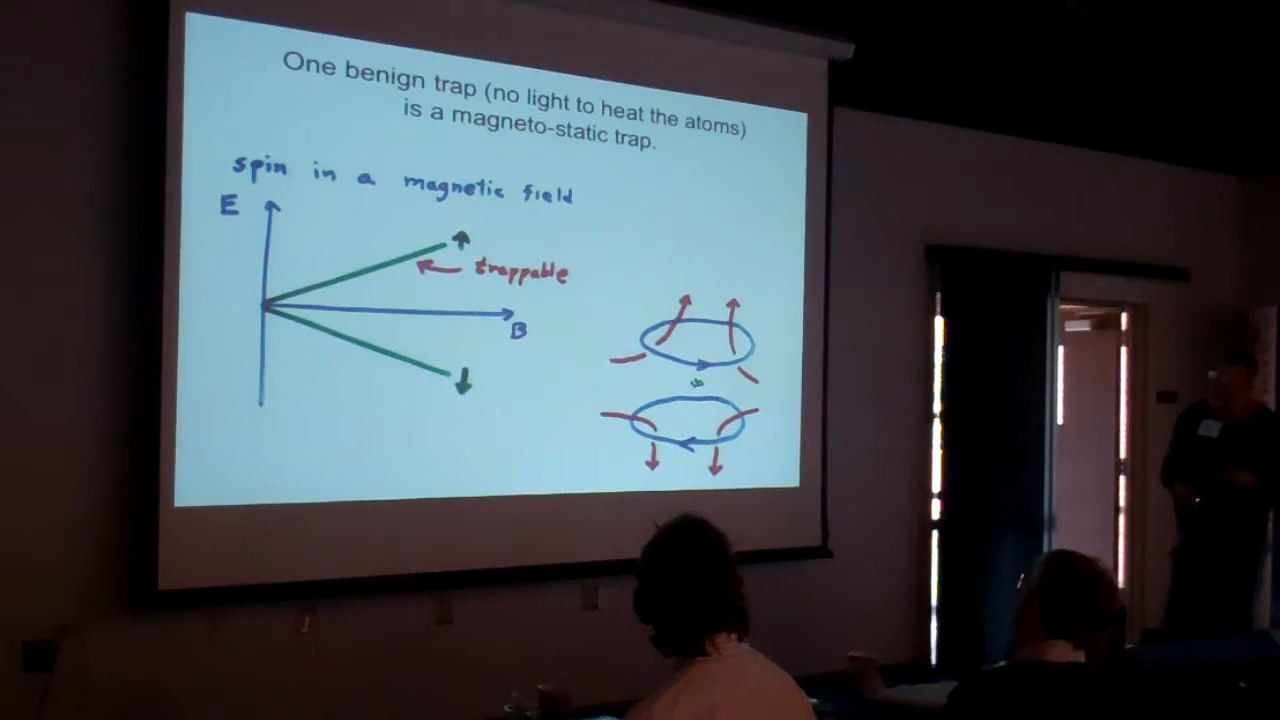 One benign trap (no light to heat the atoms)
is a magneto-static trap.
spin in a magnetic field
E
trappable
B